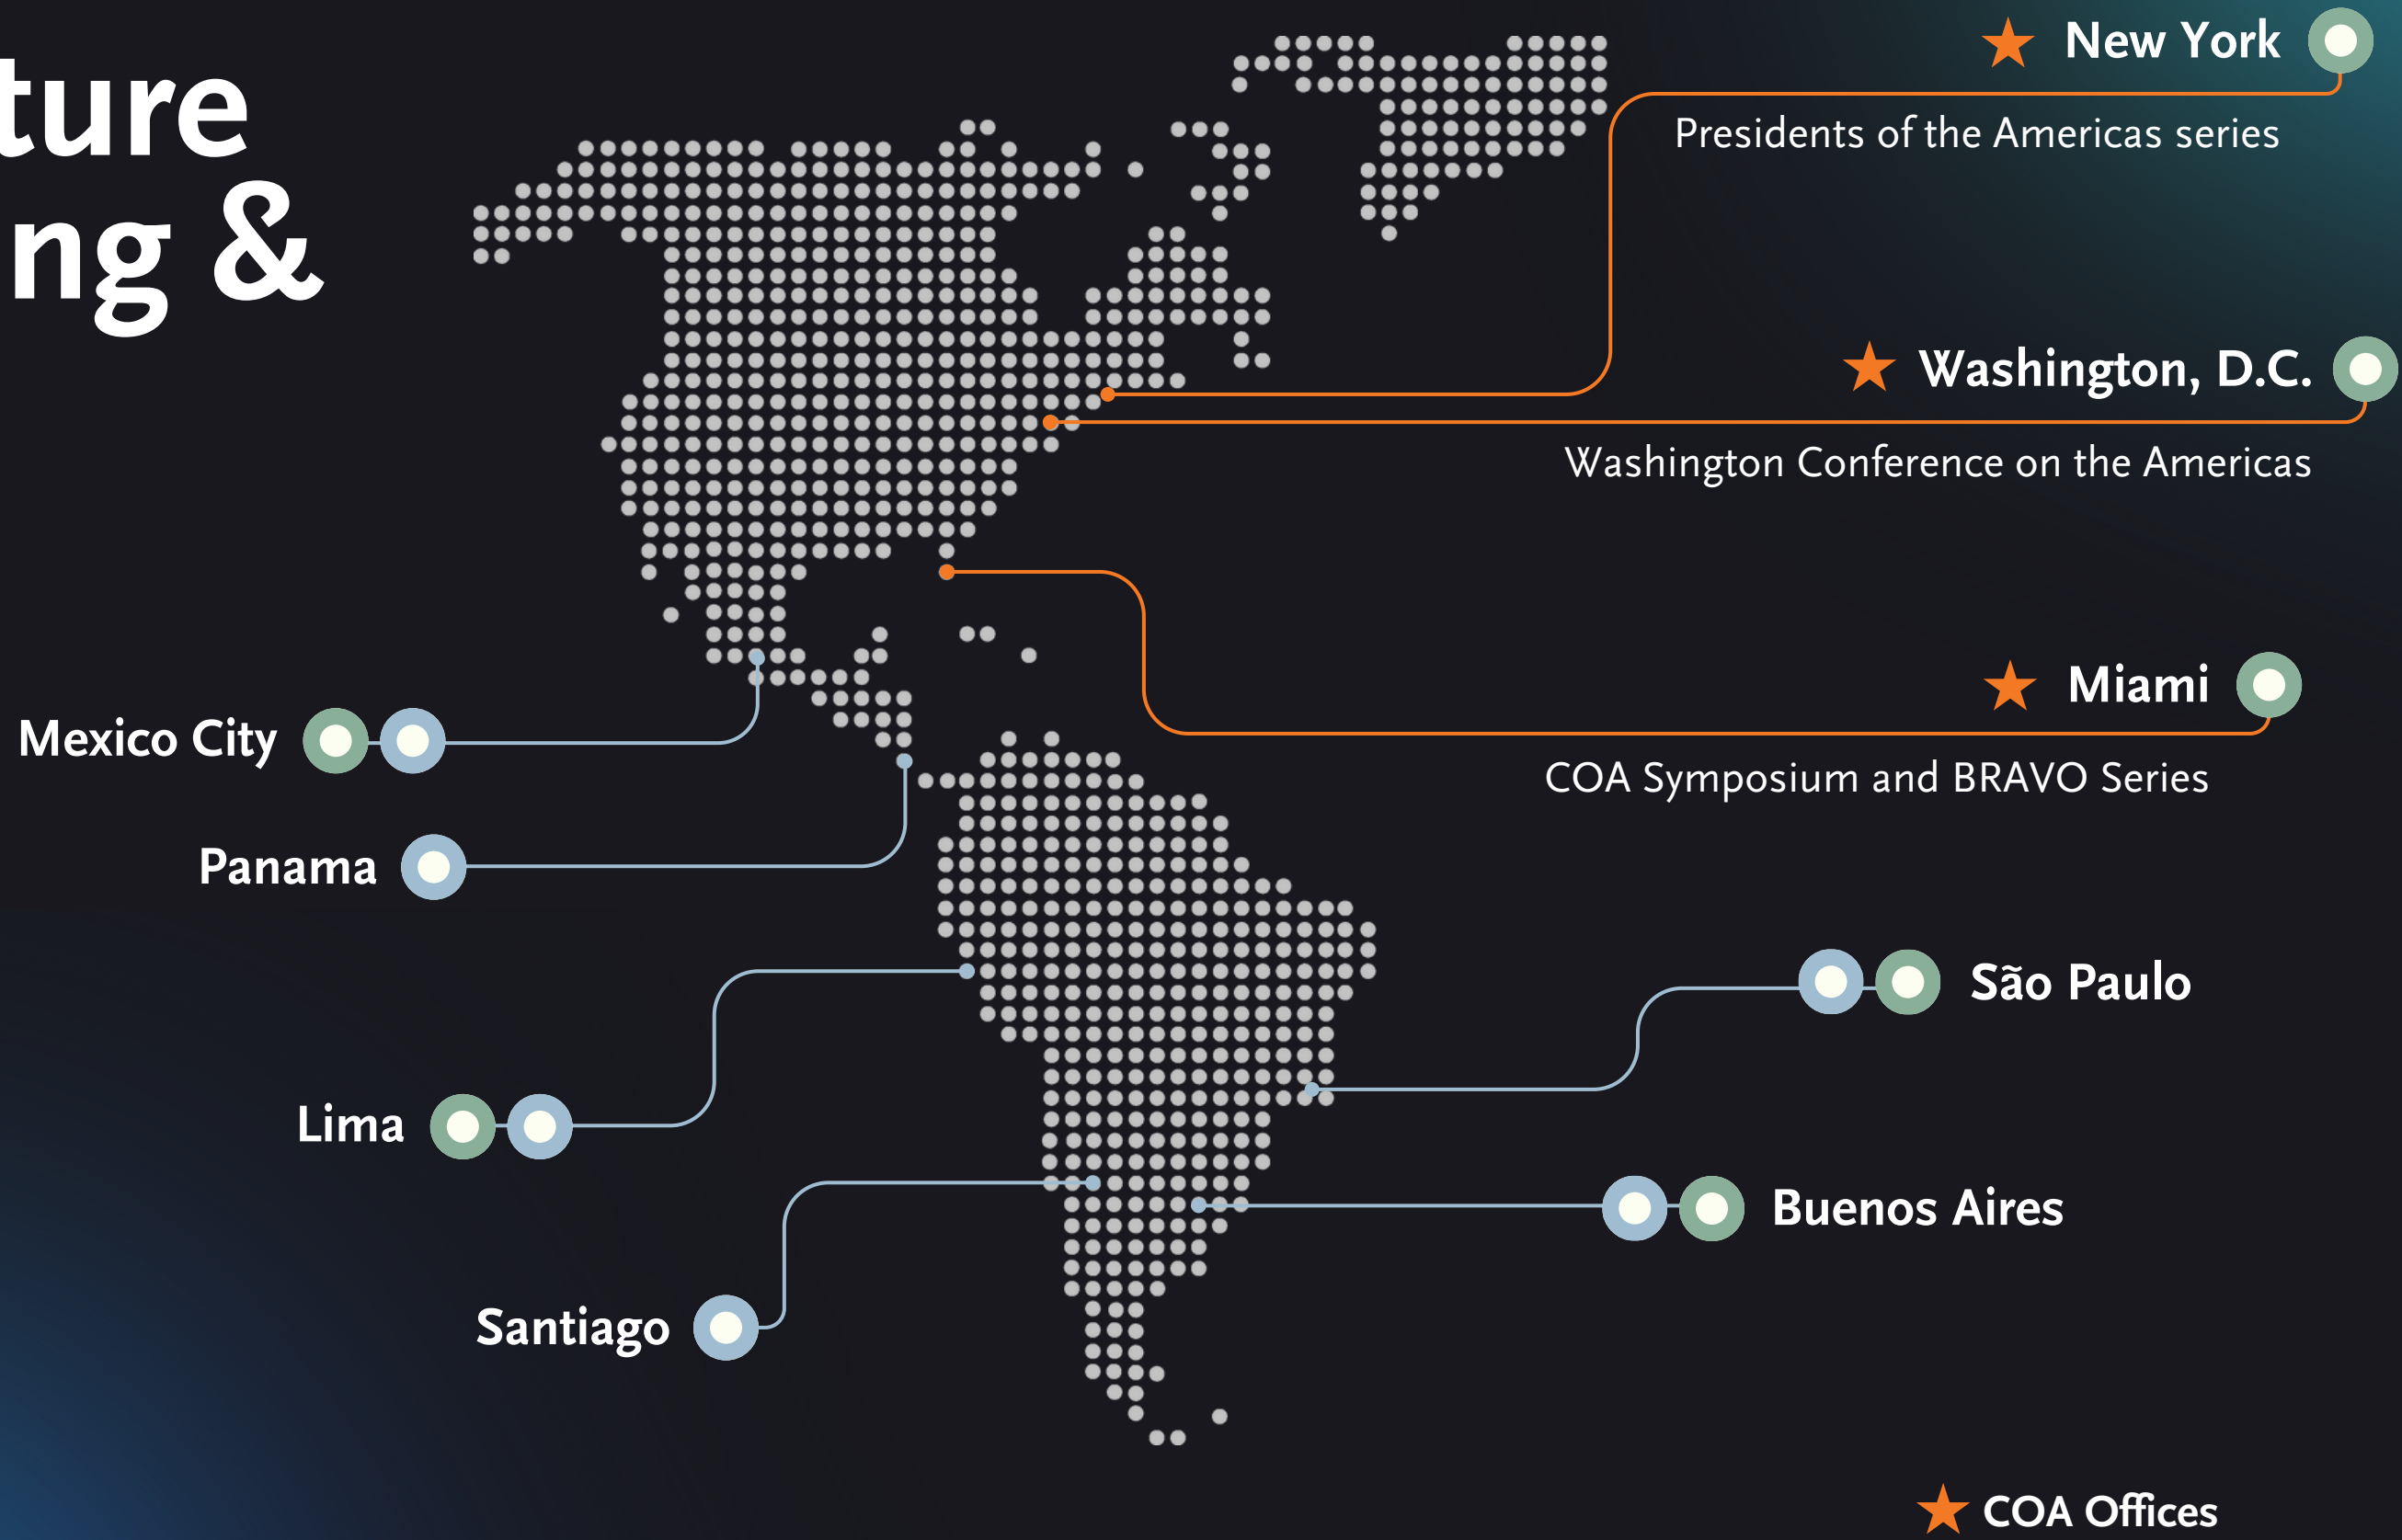 ture
ng &
New York
Presidents of the Americas series
Washington, D.C.
Washington Conference on the Americas
Miami
COA Symposium and BRAVO Series
Mexico City
Panama
São Paulo
Lima
Buenos Aires
Santiago
COA Offices